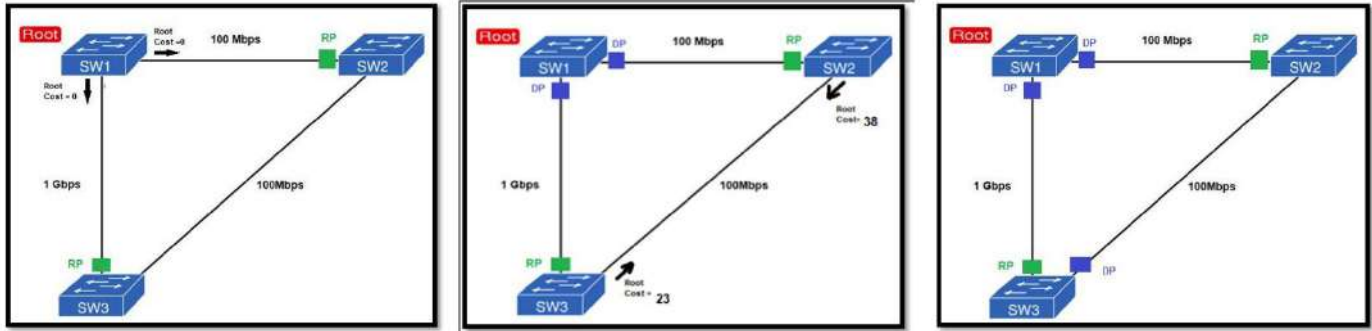 Root
Root
Cost =0
100 Mbps
RP
SW1
SW2
Root
Cost = 0
1 Gbps
100Mbps
RP
SW3
Root
DP
100 Mbps
RP
SW1
SW2
DP
Root
Cost= 38
1 Gbps
100Mbps
RP
Root
Cost = 23
SW3
Root
DP
100 Mbps
RP
SW1
SW2
DP
1 Gbps
100Mbps
RP
DP
SW3